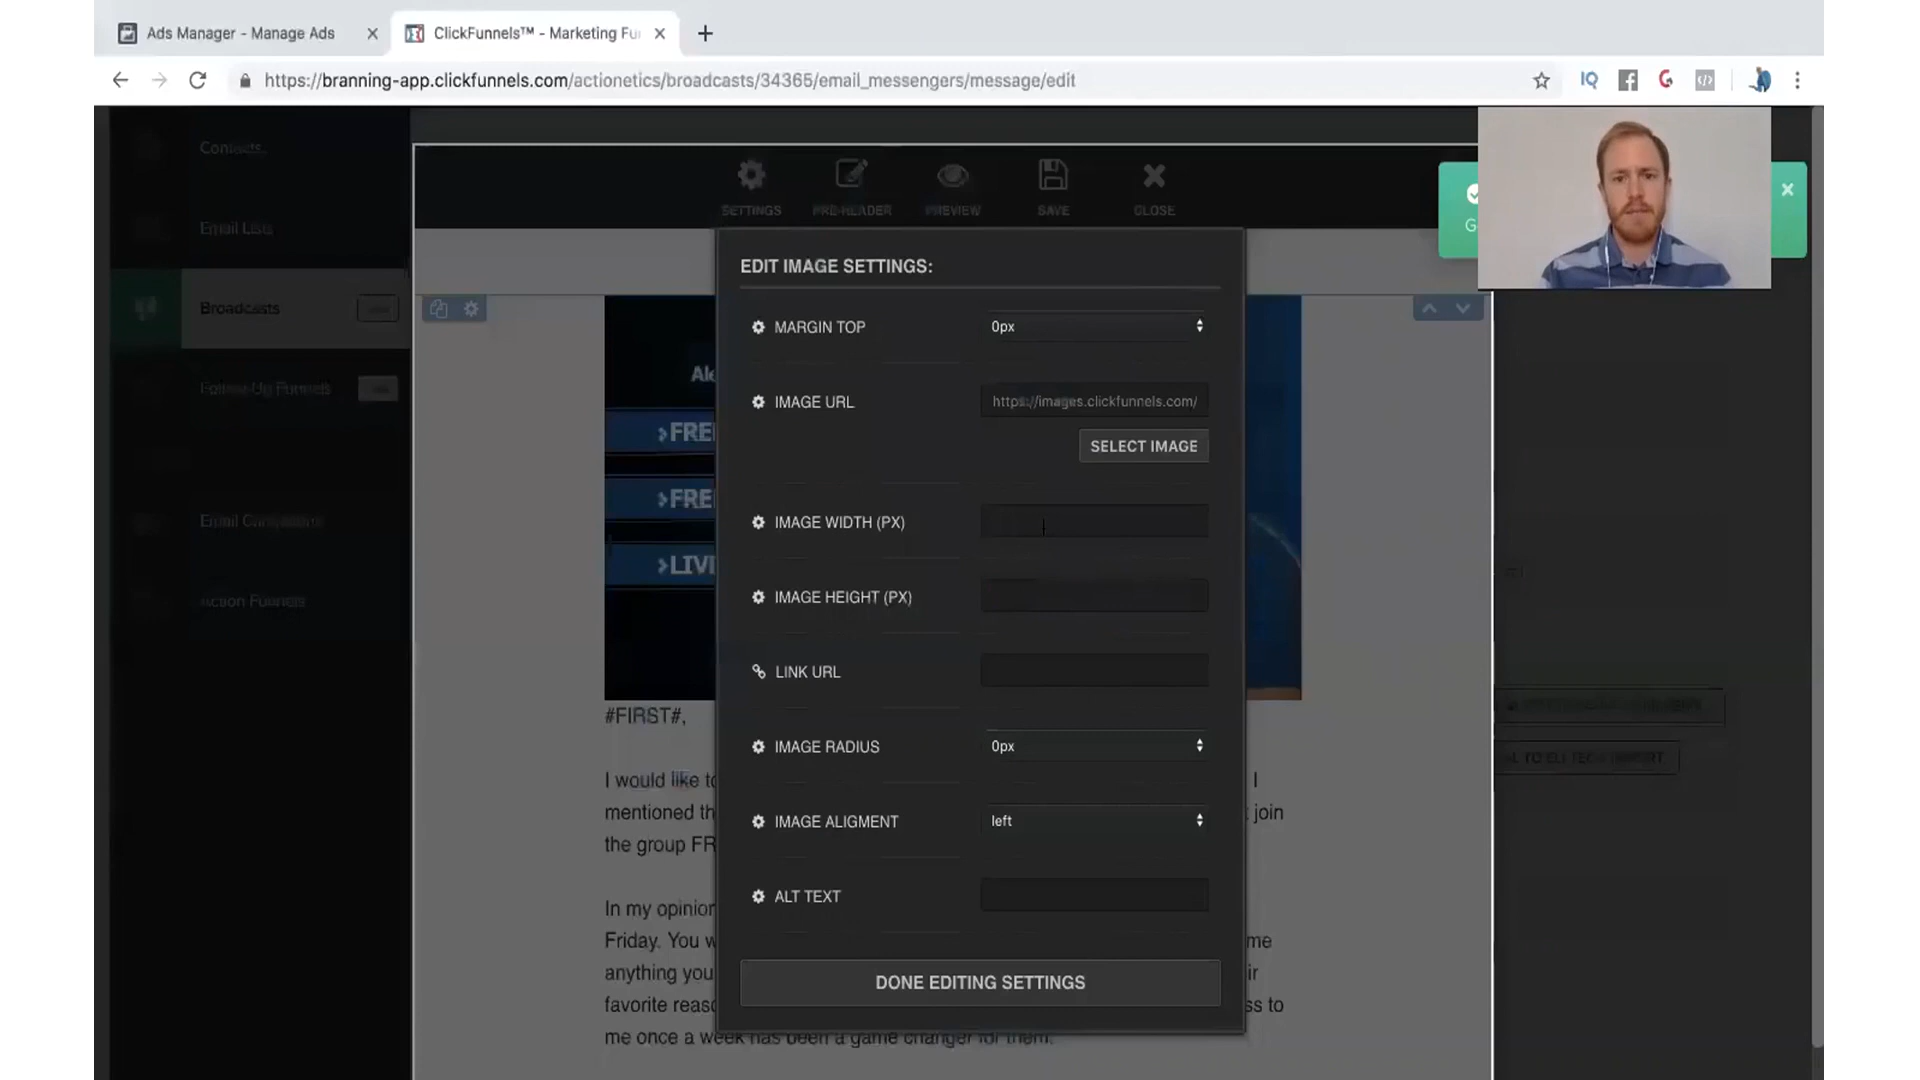 Ads Manager - Manage Ads
ClickFunnels™ - Marketing Fu
https://branning-app.clickfunnels.com/actionetics/broadcasts/34365/email_messengers/message/edit
Contacts
Email Lists
Broadcasts
Follow-Up Funnels
Action Funnels
SETTINGS
PRE-HEADER
PREVIEW
SAVE
CLOSE
G
EDIT IMAGE SETTINGS:
MARGIN TOP
0px
IMAGE URL
https://images.clickfunnels.com/
SELECT IMAGE
IMAGE WIDTH (PX)
IMAGE HEIGHT (PX)
LINK URL
IMAGE RADIUS
0px
IMAGE ALIGMENT
left
ALT TEXT
DONE EDITING SETTINGS
Ale
>FREE
>FREE
>LIVI
#FIRST#,
I would like to I
mentioned th join
the group FR
In my opinion
Friday. You w me
anything you ir
favorite reaso ss to
me once a week has been a game changer for them.